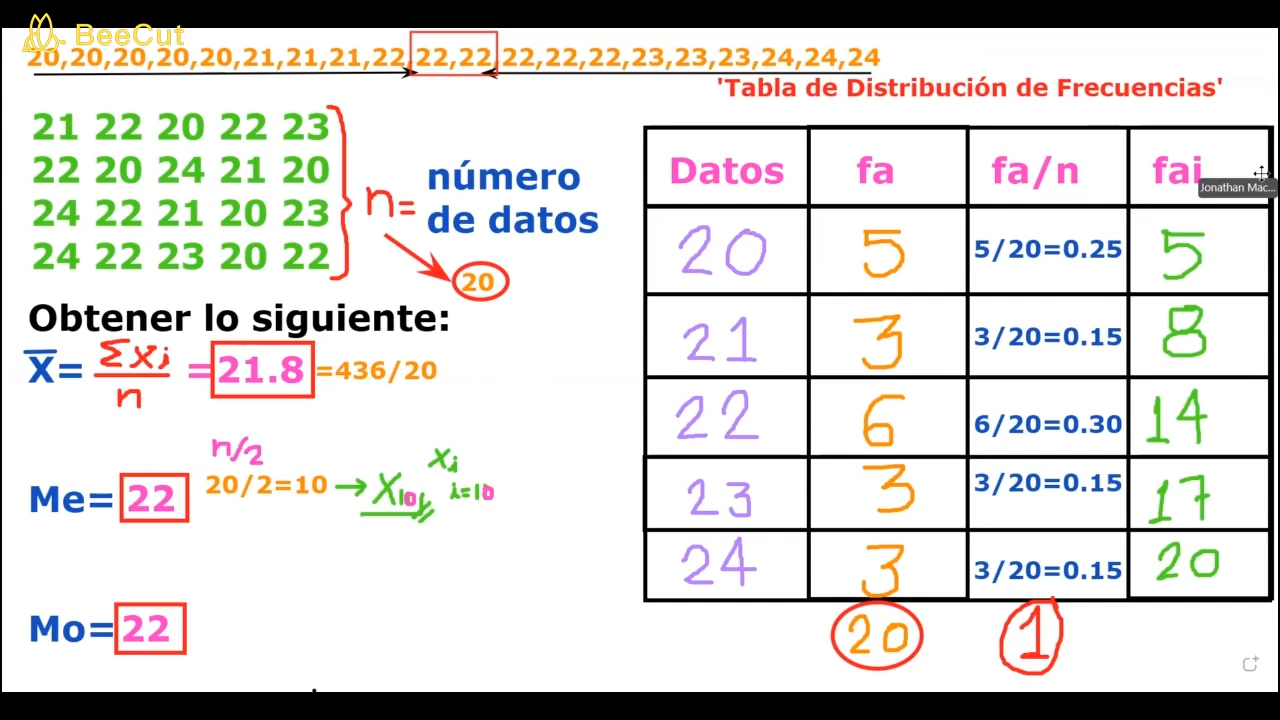 BeeCut
20,20,20,20,20,21,21,21,22,22,22,22,22,22,23,23,23,24,24,24
'Tabla de Distribución de Frecuencias'
21 22 20 22 23
22 20 24 21 20
24 22 21 20 23
24 22 23 20 22
n= número
de datos
20
Obtener lo siguiente:
X̅= Σxi/n = 21.8 =436/20
n/2
Me= 22 20/2=10 → X10 xi i=10
Mo= 22
Datos fa fa/n fai
Jonathan Mac...
20 5 5/20=0.25 5
21 3 3/20=0.15 8
22 6 6/20=0.30 14
23 3 3/20=0.15 17
24 3 3/20=0.15 20
20 1